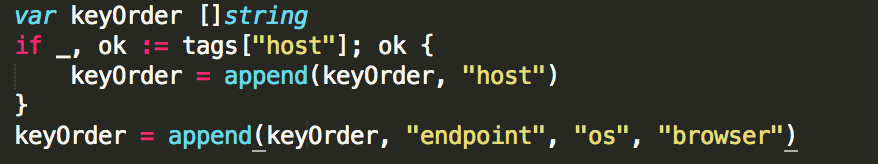 var keyOrder []string
if _, ok := tags["host"]; ok {
    keyOrder = append(keyOrder, "host")
}
keyOrder = append(keyOrder, "endpoint", "os", "browser")